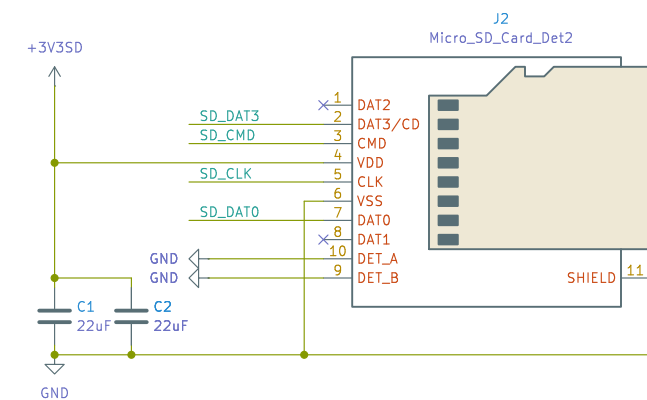 J2
Micro_SD_Card_Det2
+3V3SD
1 DAT2
SD_DAT3 2 DAT3/CD
SD_CMD 3 CMD
4 VDD
SD_CLK 5 CLK
6 VSS
SD_DAT0 7 DAT0
8 DAT1
GND 10 DET_A
GND 9 DET_B
SHIELD 11
C1
22uF
C2
22uF
GND